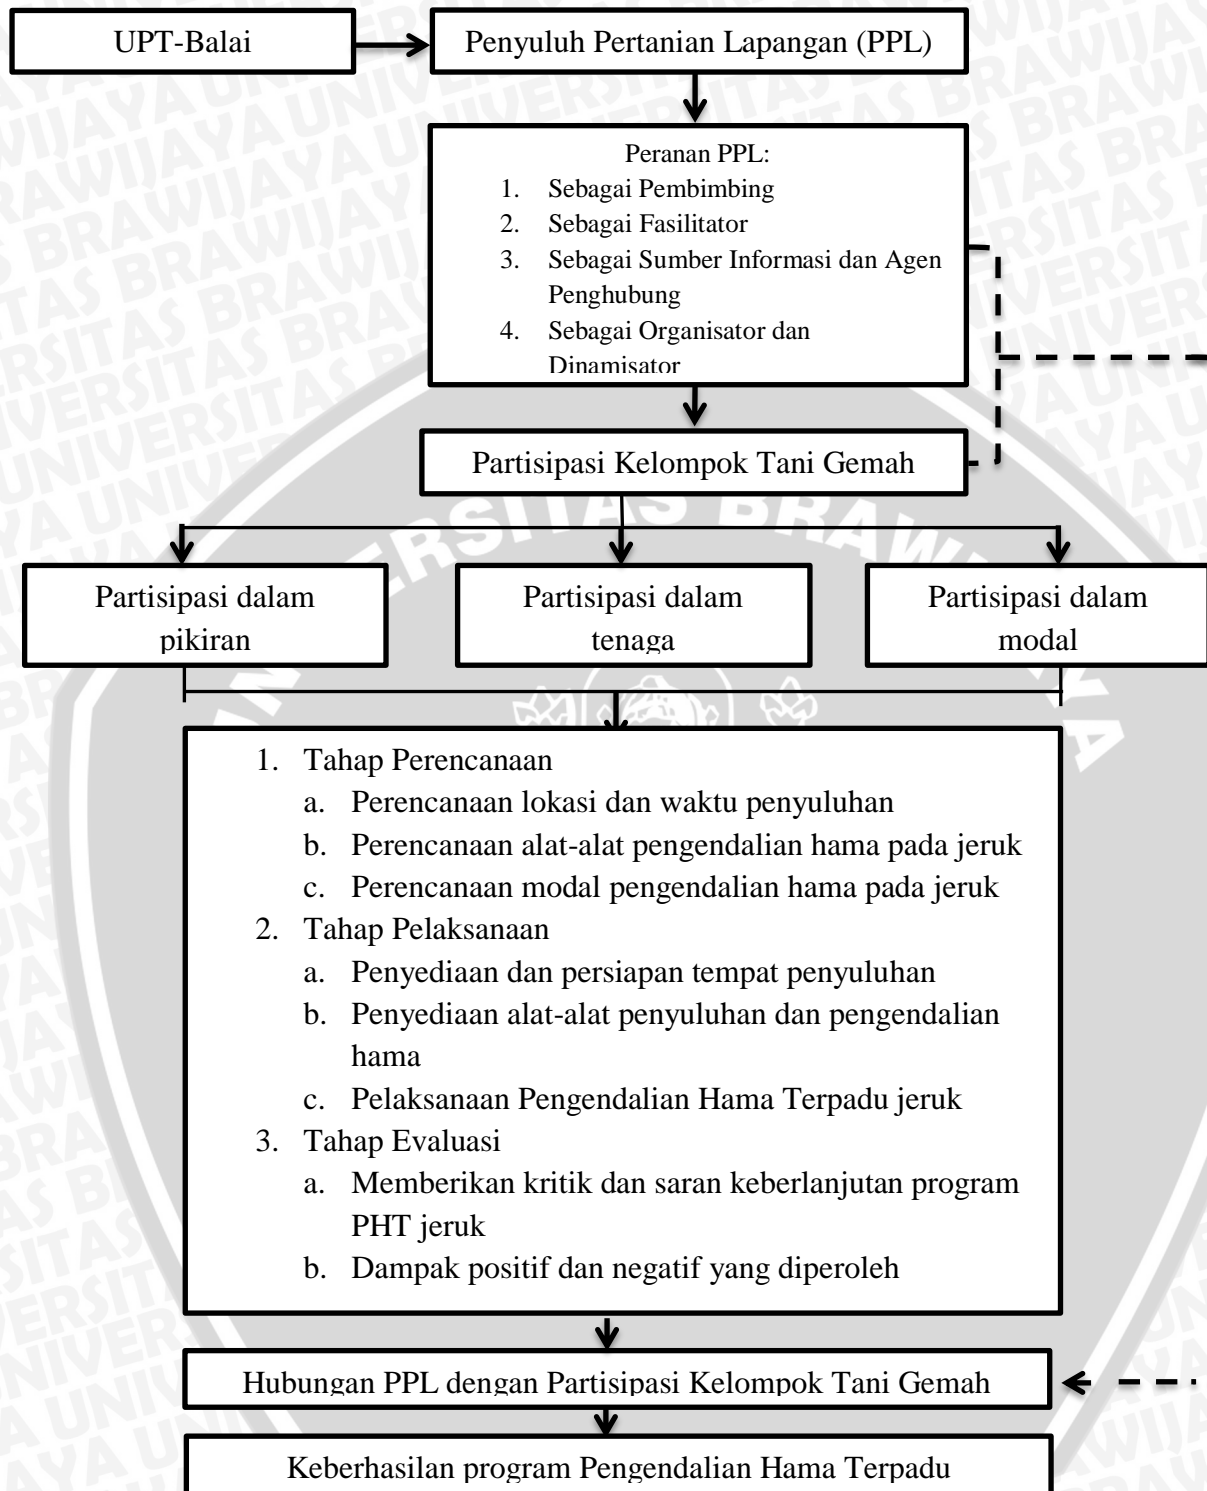 UPT-Balai
Penyuluh Pertanian Lapangan (PPL)
Peranan PPL:
1. Sebagai Pembimbing
2. Sebagai Fasilitator
3. Sebagai Sumber Informasi dan Agen
Penghubung
4. Sebagai Organisator dan
Dinamisator
Partisipasi Kelompok Tani Gemah
Partisipasi dalam
pikiran
Partisipasi dalam
tenaga
Partisipasi dalam
modal
1. Tahap Perencanaan
a. Perencanaan lokasi dan waktu penyuluhan
b. Perencanaan alat-alat pengendalian hama pada jeruk
c. Perencanaan modal pengendalian hama pada jeruk
2. Tahap Pelaksanaan
a. Penyediaan dan persiapan tempat penyuluhan
b. Penyediaan alat-alat penyuluhan dan pengendalian
hama
c. Pelaksanaan Pengendalian Hama Terpadu jeruk
3. Tahap Evaluasi
a. Memberikan kritik dan saran keberlanjutan program
PHT jeruk
b. Dampak positif dan negatif yang diperoleh
Hubungan PPL dengan Partisipasi Kelompok Tani Gemah
Keberhasilan program Pengendalian Hama Terpadu